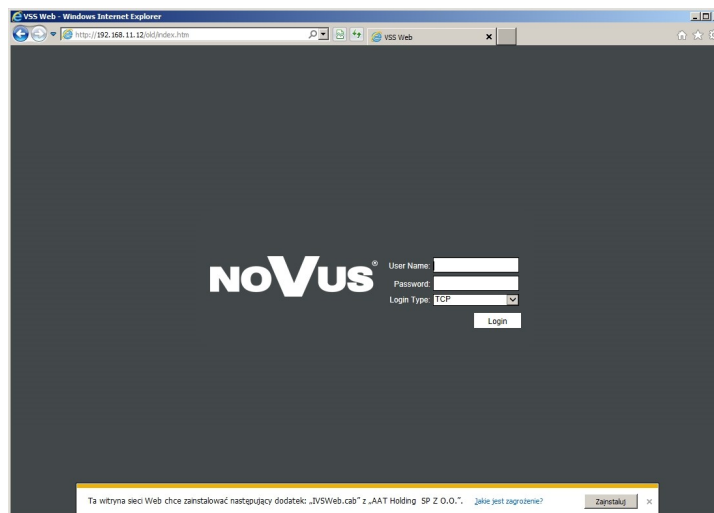 VSS Web - Windows Internet Explorer
http://192.168.11.12/old/index.htm
VSS Web
NOVUS®
User Name:
Password:
Login Type: TCP
Login
Ta witryna sieci Web chce zainstalować następujący dodatek: „IVSWeb.cab” z „AAT Holding SP Z O.O.”. Jakie jest zagrożenie? Zainstaluj